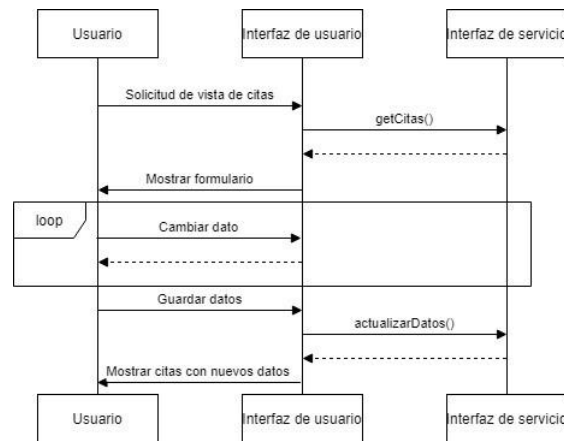 Usuario
Interfaz de usuario
Interfaz de servicio
Solicitud de vista de citas
getCitas()
Mostrar formulario
loop
Cambiar dato
Guardar datos
actualizarDatos()
Mostrar citas con nuevos datos
Usuario
Interfaz de usuario
Interfaz de servicio